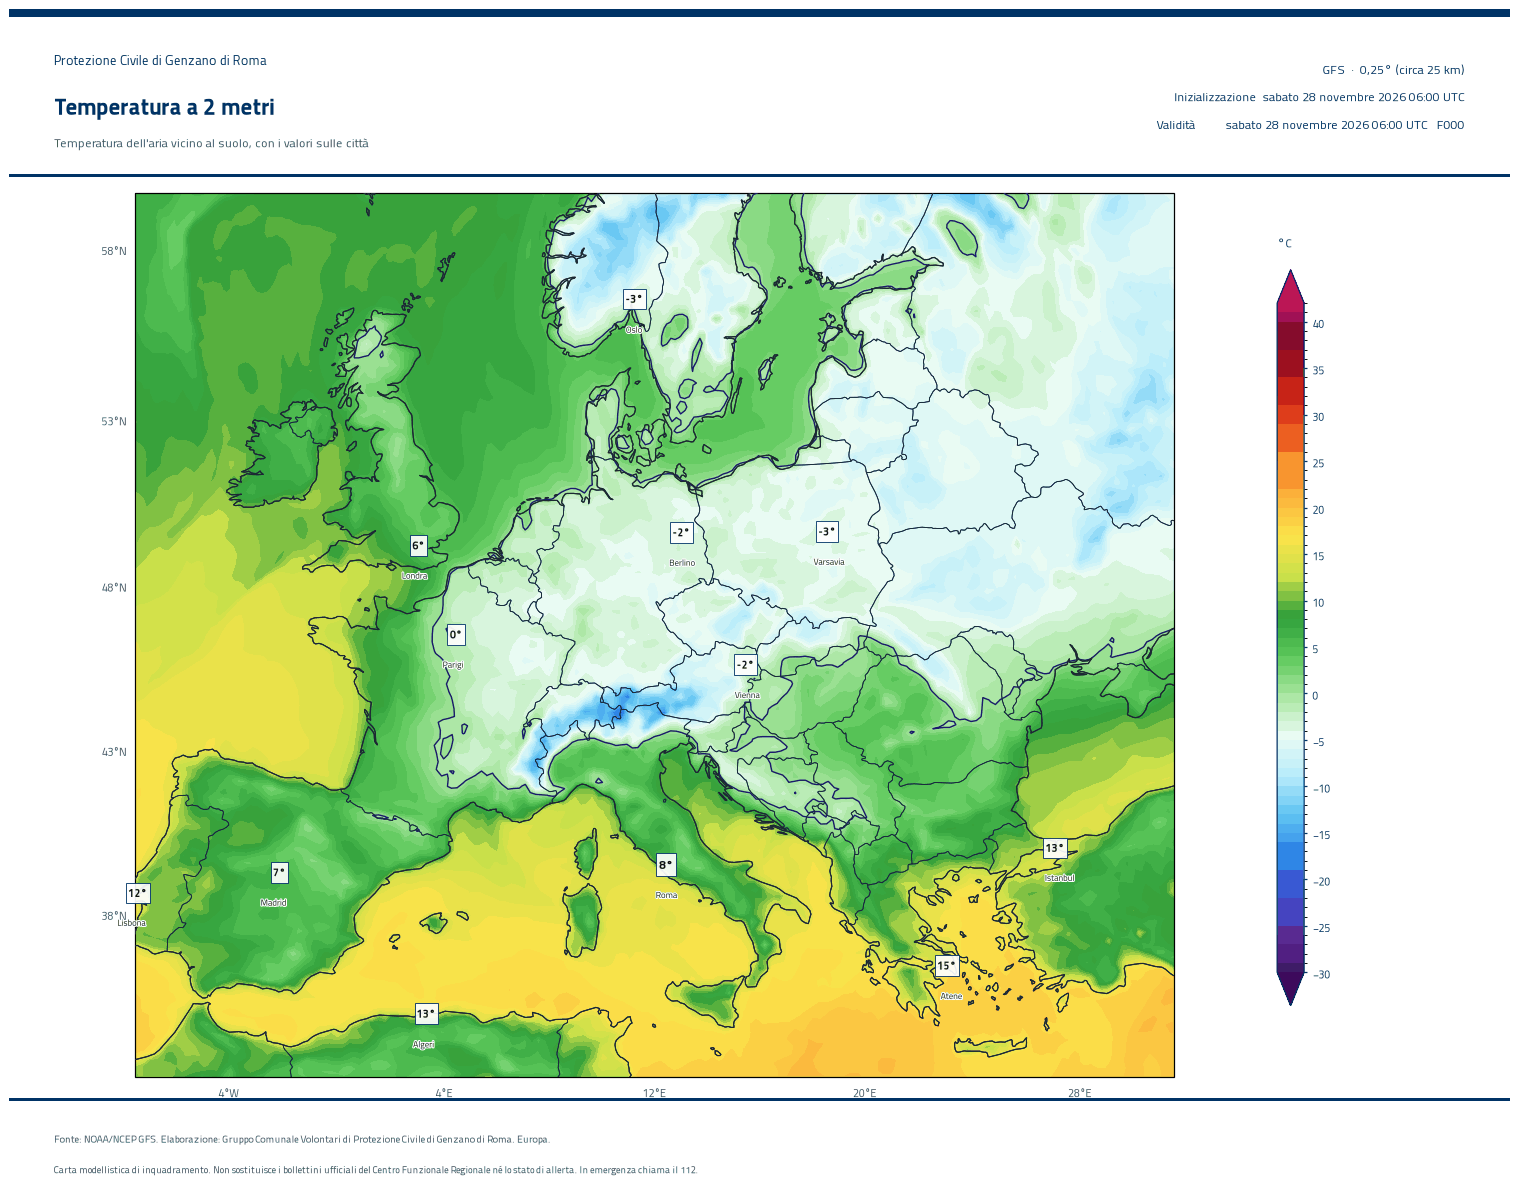 Protezione Civile di Genzano di Roma
Temperatura a 2 metri
Temperatura dell'aria vicino al suolo, con i valori sulle città
GFS · 0,25° (circa 25 km)
Inizializzazione sabato 28 novembre 2026 06:00 UTC
Validità sabato 28 novembre 2026 06:00 UTC F000
58°N
53°N
48°N
43°N
38°N
-3°
Oslo
6°
Londra
-2°
Berlino
-3°
Varsavia
0°
Parigi
-2°
Vienna
13°
Istanbul
7°
Madrid
8°
Roma
12°
Lisbona
15°
Atene
13°
Algeri
4°W
4°E
12°E
20°E
28°E
°C
40
35
30
25
20
15
10
5
0
−5
−10
−15
−20
−25
−30
Fonte: NOAA/NCEP GFS. Elaborazione: Gruppo Comunale Volontari di Protezione Civile di Genzano di Roma. Europa.
Carta modellistica di inquadramento. Non sostituisce i bollettini ufficiali del Centro Funzionale Regionale né lo stato di allerta. In emergenza chiama il 112.